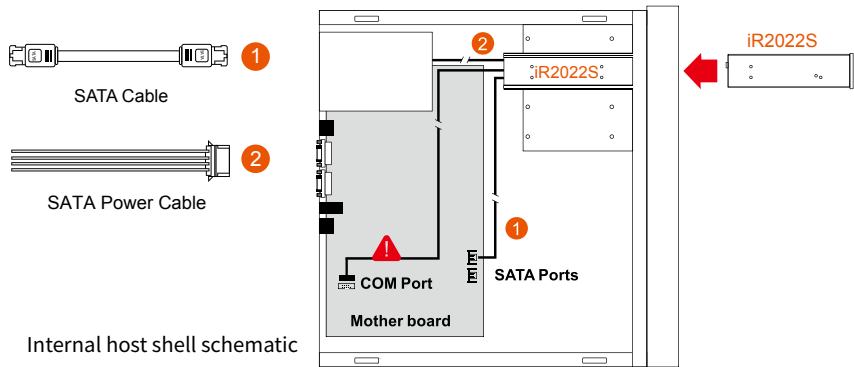 iR2022S
2
iR2022S
1
SATA Cable
2
SATA Power Cable
1
!
COM Port
SATA Ports
Mother board
Internal host shell schematic